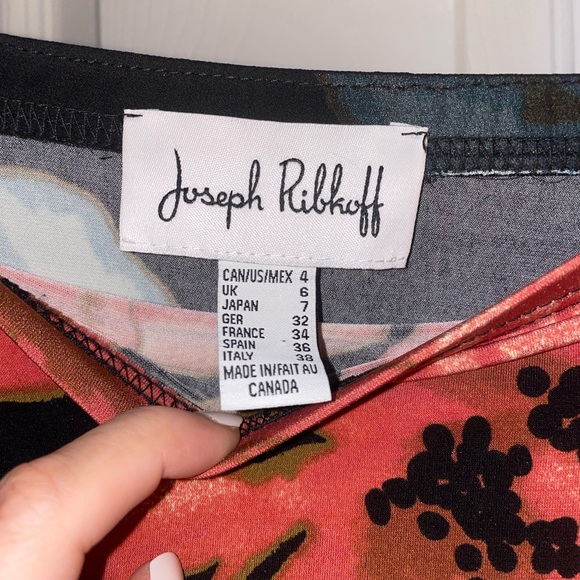 Joseph Ribkoff
CAN/US/MEX 4
UK 6
JAPAN 7
GER 32
FRANCE 34
SPAIN 36
ITALY 38
MADE IN/FAIT AU
CANADA